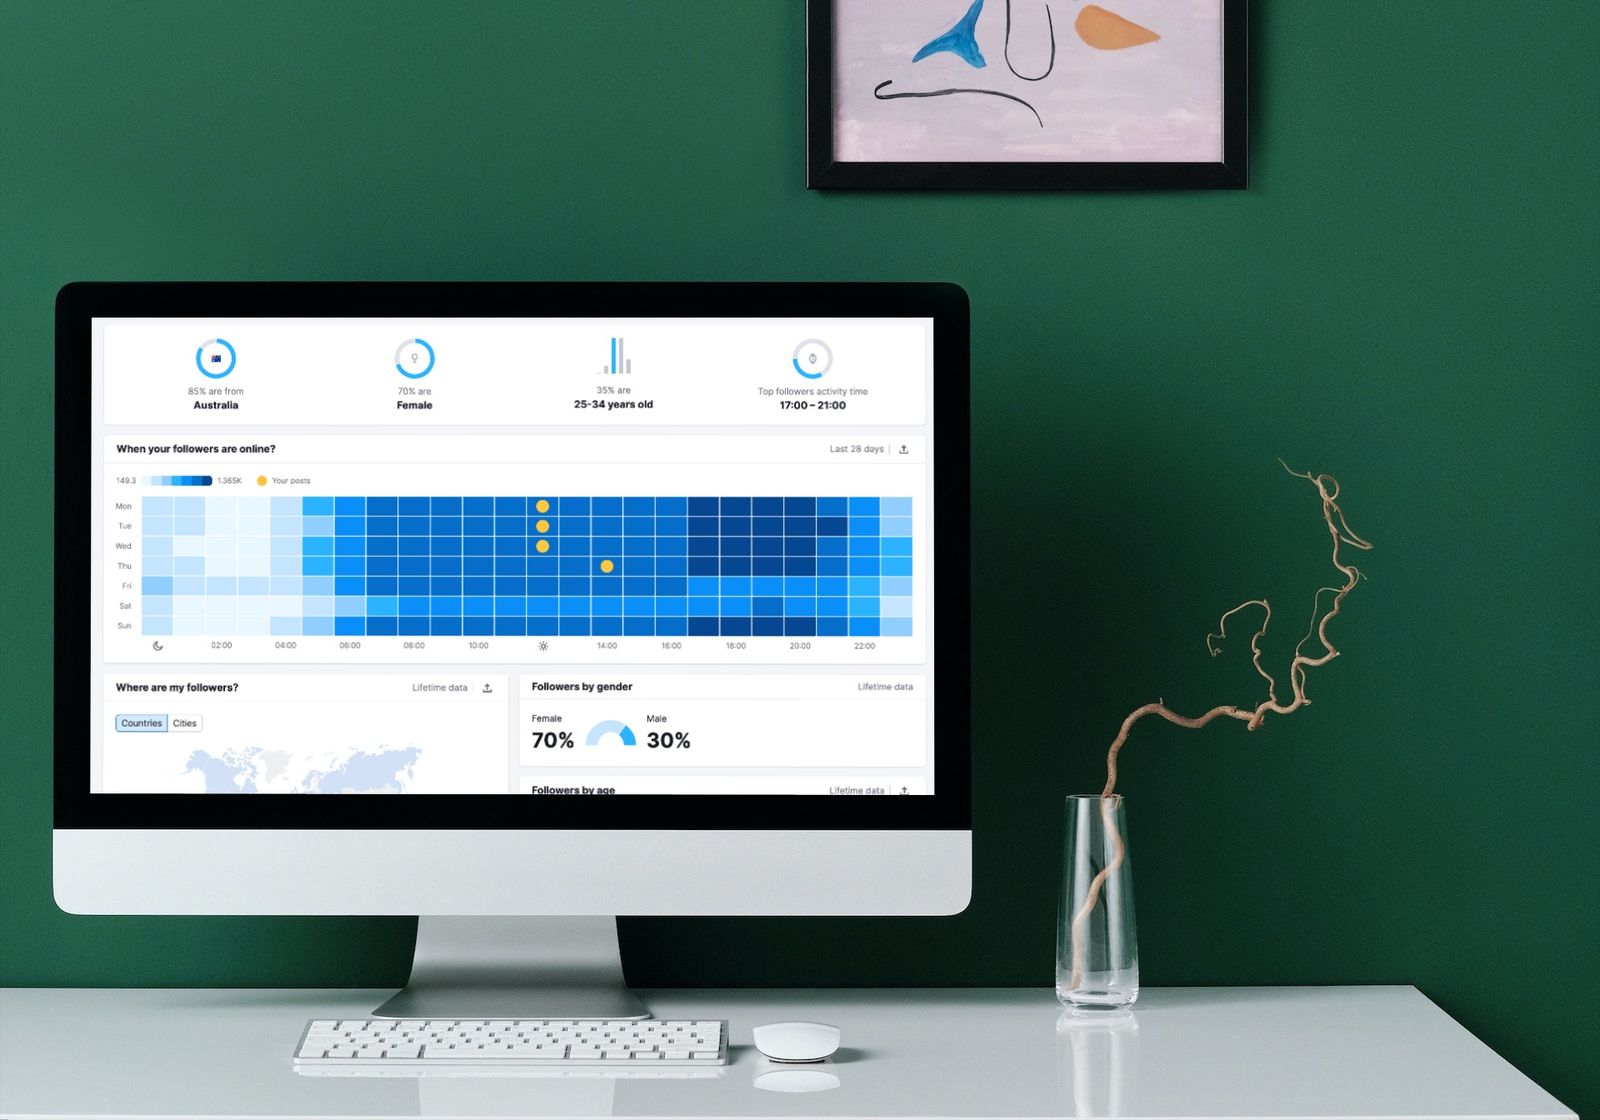 85% are from
Australia
70% are
Female
35% are
25-34 years old
Top followers activity time
17:00 – 21:00
When your followers are online?
Last 28 days
149.3
1.365K
Your posts
Mon
Tue
Wed
Thu
Fri
Sat
Sun
02:00
04:00
06:00
08:00
10:00
14:00
16:00
18:00
20:00
22:00
Where are my followers?
Lifetime data
Countries
Cities
Followers by gender
Lifetime data
Female
Male
70%
30%
Followers by age
Lifetime data